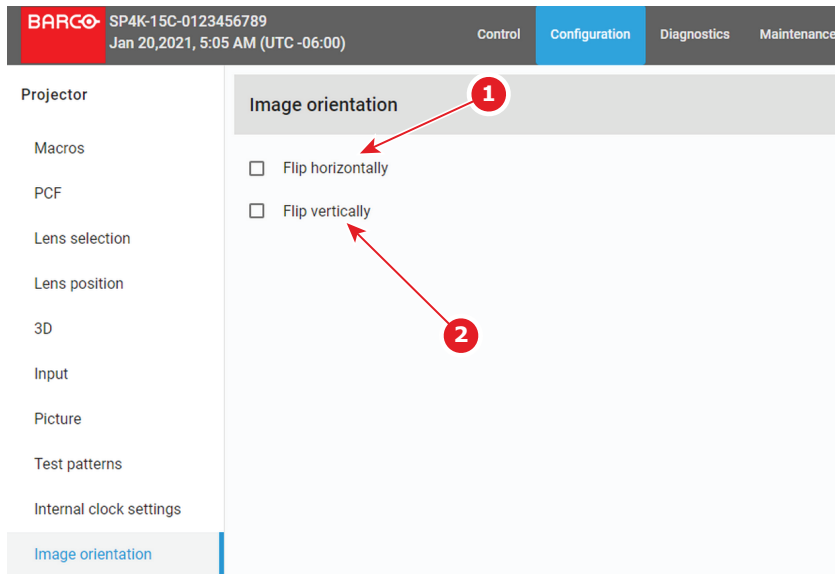 BARCO SP4K-15C-0123456789
Jan 20,2021, 5:05 AM (UTC -06:00)
Control Configuration Diagnostics Maintenance
Projector
Macros
PCF
Lens selection
Lens position
3D
Input
Picture
Test patterns
Internal clock settings
Image orientation
Image orientation
1
Flip horizontally
Flip vertically
2